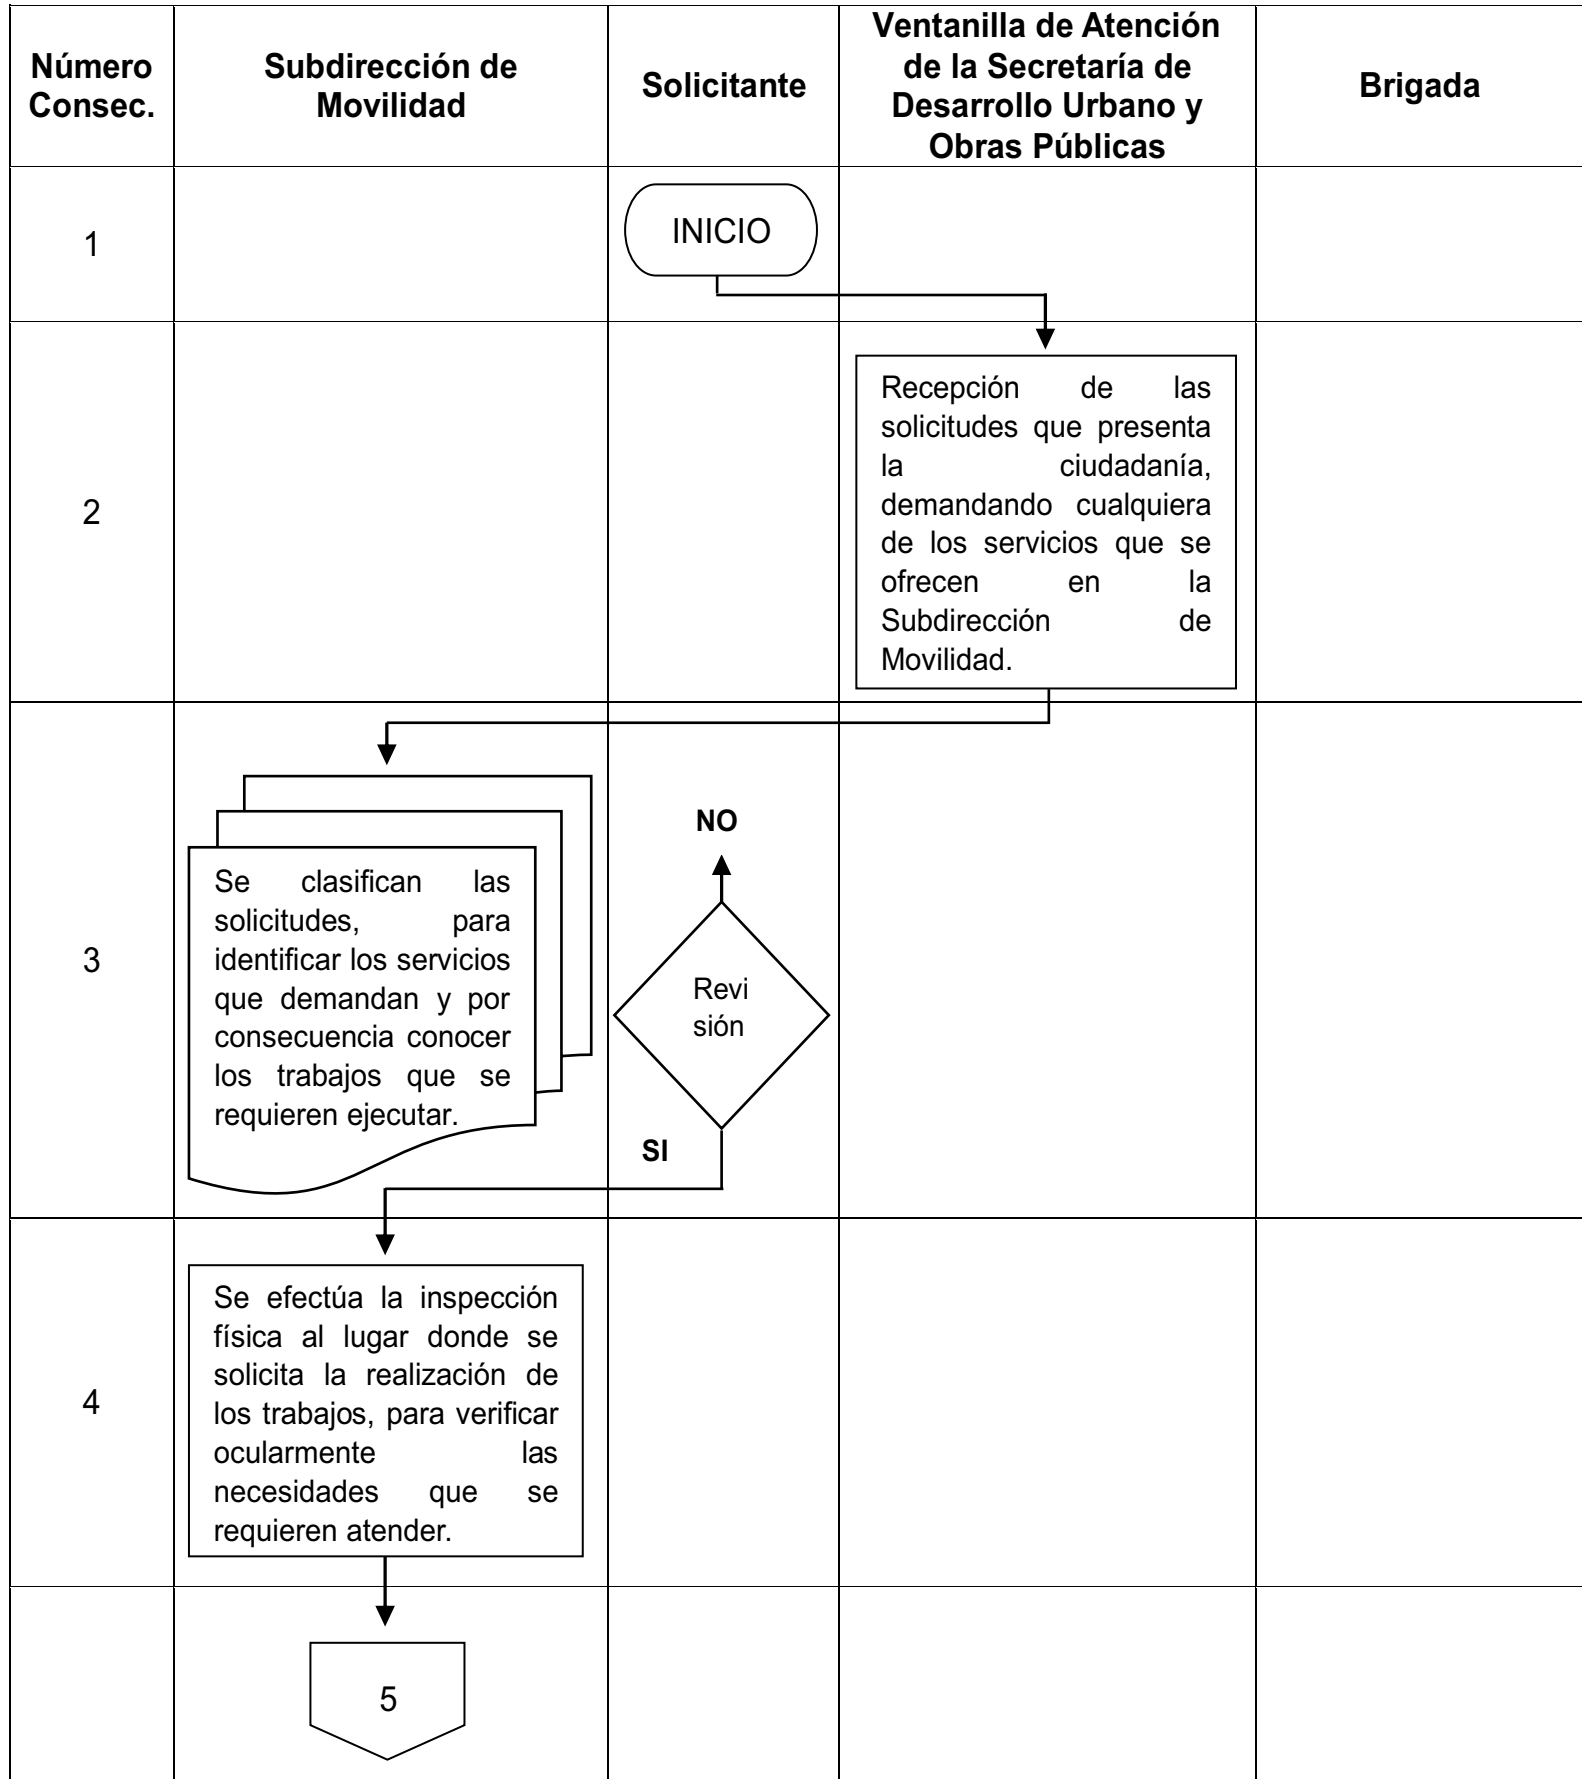 Número
Consec.
Subdirección de
Movilidad
Solicitante
Ventanilla de Atención
de la Secretaría de
Desarrollo Urbano y
Obras Públicas
Brigada
1
INICIO
2
Recepción de las
solicitudes que presenta
la ciudadanía,
demandando cualquiera
de los servicios que se
ofrecen en la
Subdirección de
Movilidad.
3
Se clasifican las
solicitudes, para
identificar los servicios
que demandan y por
consecuencia conocer
los trabajos que se
requieren ejecutar.
NO
Revi
sión
SI
4
Se efectúa la inspección
física al lugar donde se
solicita la realización de
los trabajos, para verificar
ocularmente las
necesidades que se
requieren atender.
5